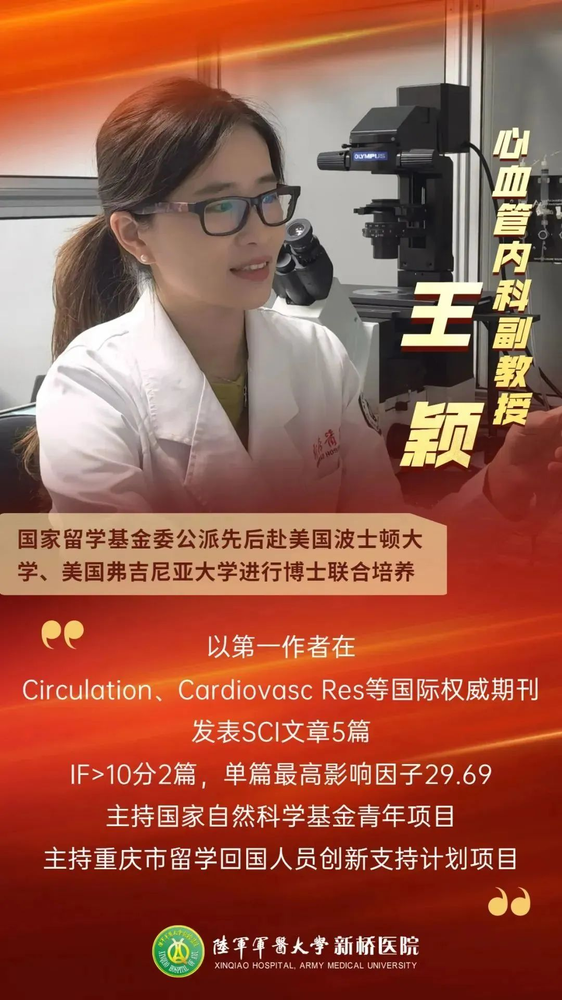 OLYMPUS
心血管内科副教授
王颖
国家留学基金委公派先后赴美国波士顿大
学、美国弗吉尼亚大学进行博士联合培养
以第一作者在
Circulation、Cardiovasc Res等国际权威期刊
发表SCI文章5篇
IF>10分2篇，单篇最高影响因子29.69
主持国家自然科学基金青年项目
主持重庆市留学回国人员创新支持计划项目
陸軍軍醫大學新桥医院
XINQIAO HOSPITAL, ARMY MEDICAL UNIVERSITY